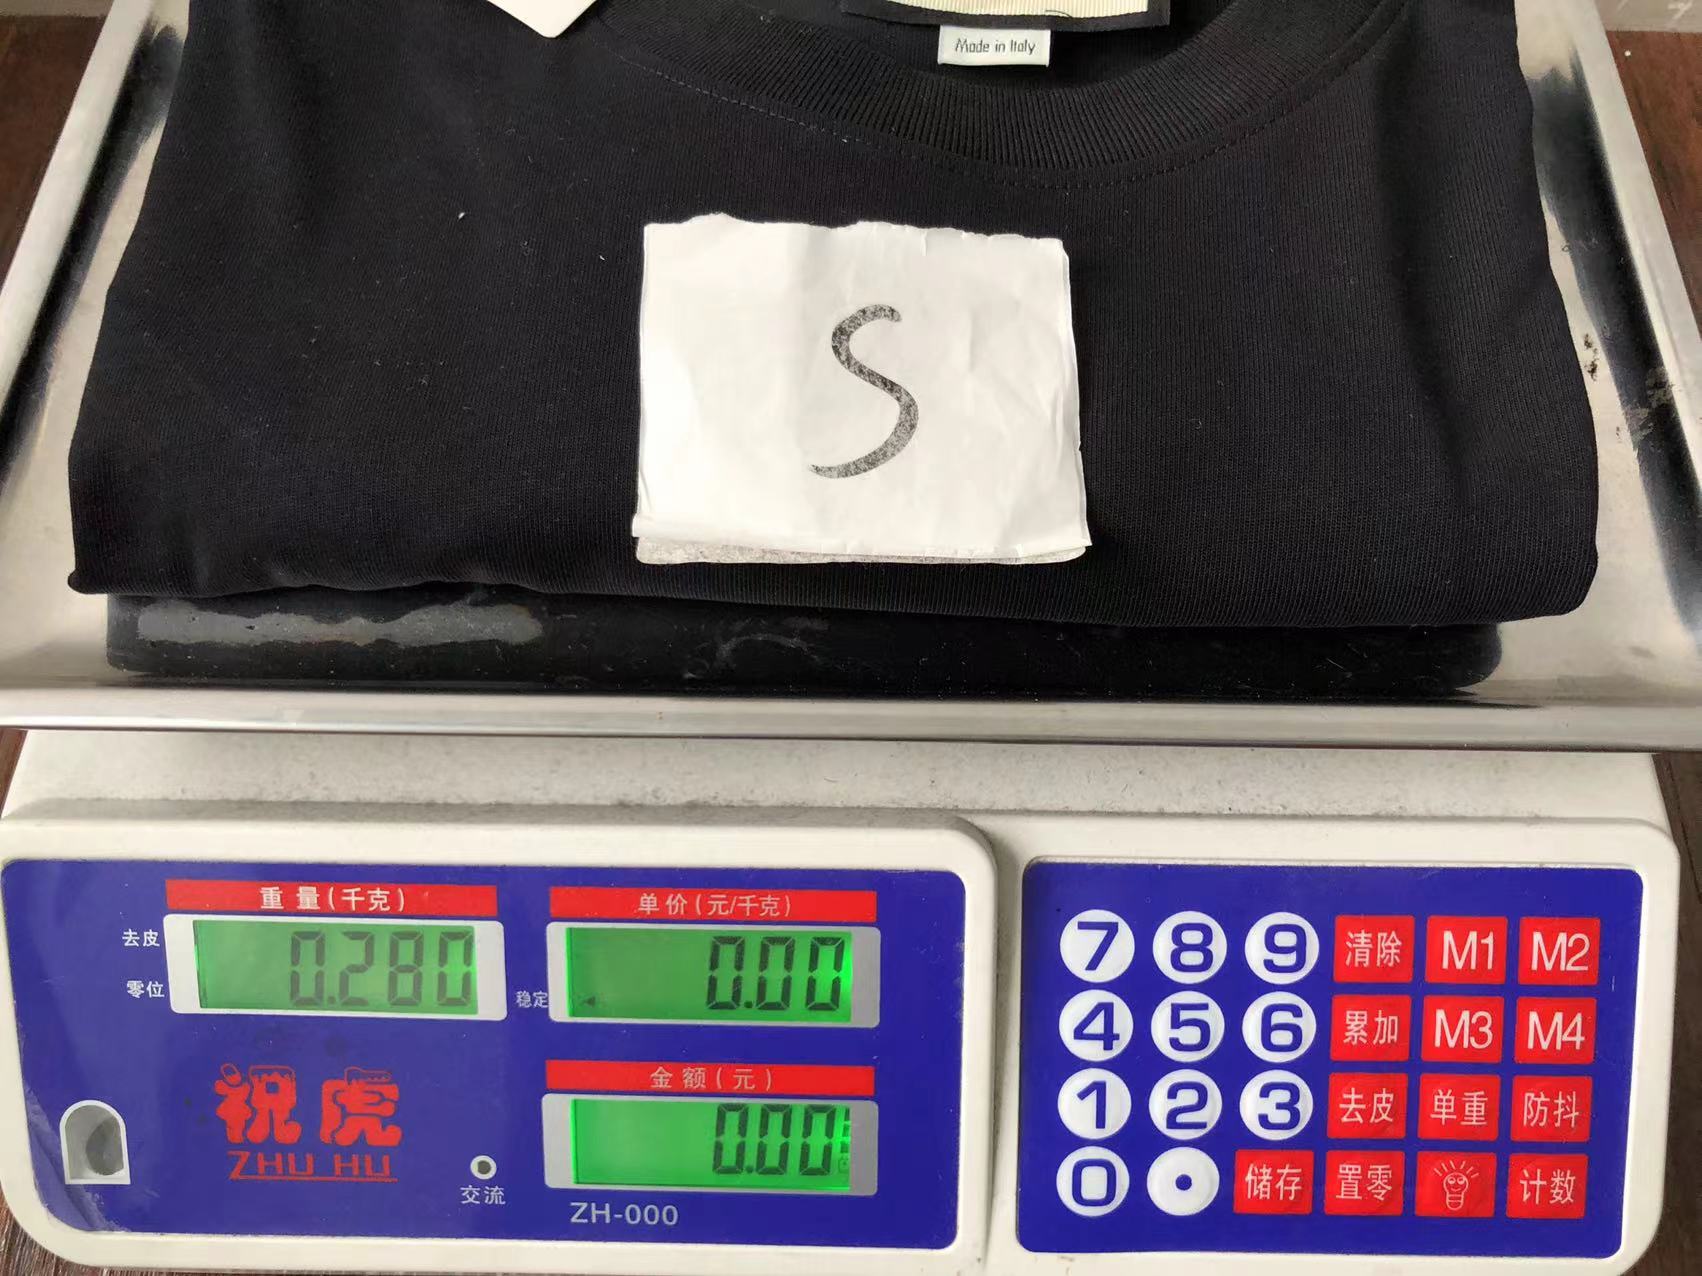 Made in Italy
S
重量(千克)
单价(元/千克)
去皮
0.280
0.00
零位
稳定
金额(元)
0.00
祝虎
ZHU HU
交流
ZH-000
7 8 9 清除 M1 M2
4 5 6 累加 M3 M4
1 2 3 去皮 单重 防抖
0 . 储存 置零 计数